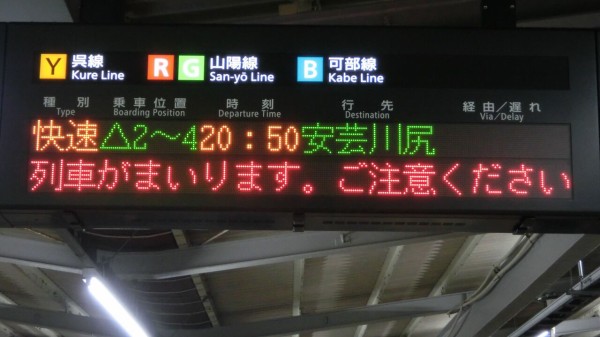 Y 呉線 R G 山陽線 B 可部線
Kure Line San-yō Line Kabe Line
種別 乗車位置 時刻 行先 経由/遅れ
Type Boarding Position Departure Time Destination Via/Delay
快速 △2〜4 20:50 安芸川尻
列車がまいります。ご注意ください